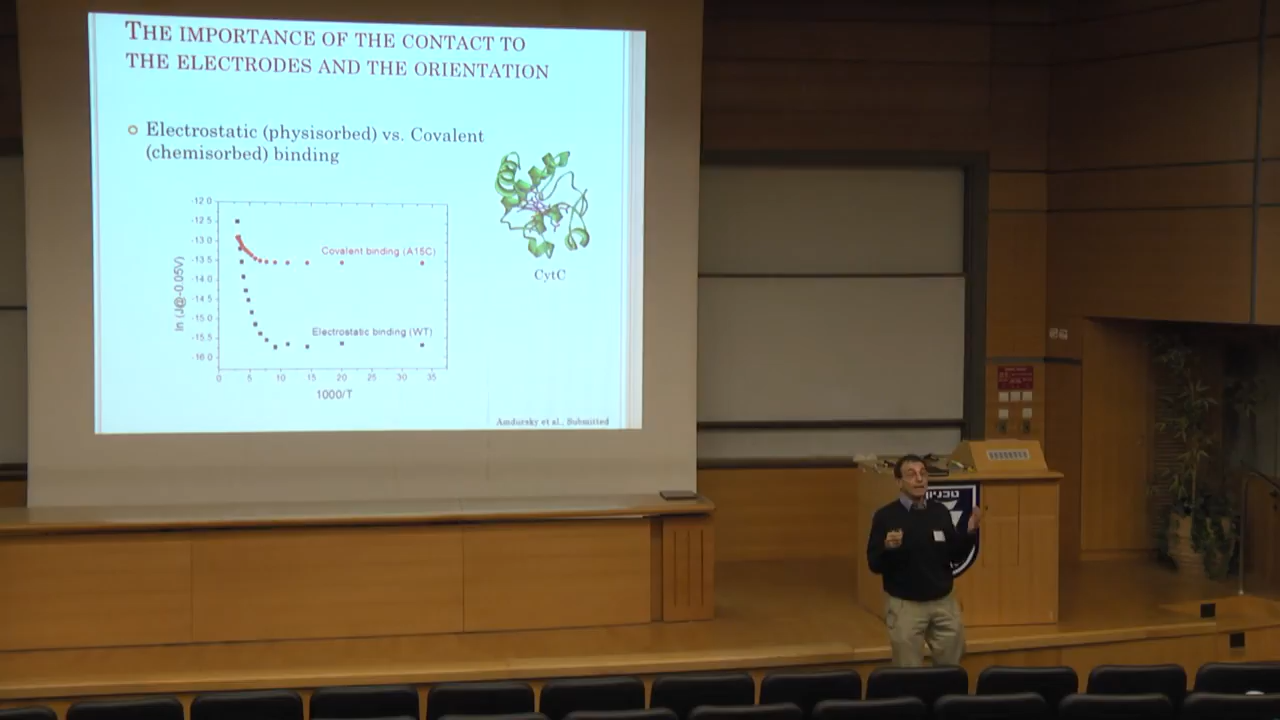 THE IMPORTANCE OF THE CONTACT TO
THE ELECTRODES AND THE ORIENTATION
Electrostatic (physisorbed) vs. Covalent
(chemisorbed) binding
CytC
-12.0
-12.5
-13.0
-13.5
-14.0
-14.5
-15.0
-15.5
-16.0
ln (J@-0.05V)
Covalent binding (A15C)
Electrostatic binding (WT)
0 5 10 15 20 25 30 35
1000/T
Amdursky et al., Submitted